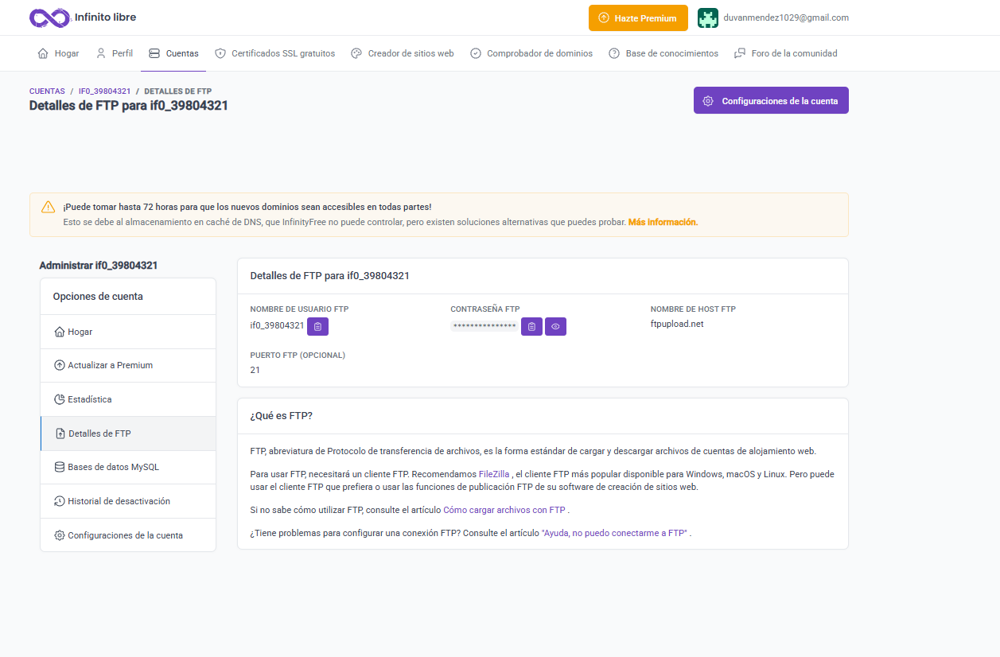 Infinito libre
Hazte Premium
duvanmendez1029@gmail.com
Hogar
Perfil
Cuentas
Certificados SSL gratuitos
Creador de sitios web
Comprobador de dominios
Base de conocimientos
Foro de la comunidad
CUENTAS / IF0_39804321 / DETALLES DE FTP
Detalles de FTP para if0_39804321
Configuraciones de la cuenta
¡Puede tomar hasta 72 horas para que los nuevos dominios sean accesibles en todas partes!
Esto se debe al almacenamiento en caché de DNS, que InfinityFree no puede controlar, pero existen soluciones alternativas que puedes probar. Más información.
Administrar if0_39804321
Opciones de cuenta
Hogar
Actualizar a Premium
Estadística
Detalles de FTP
Bases de datos MySQL
Historial de desactivación
Configuraciones de la cuenta
Detalles de FTP para if0_39804321
NOMBRE DE USUARIO FTP
if0_39804321
CONTRASEÑA FTP
***************
NOMBRE DE HOST FTP
ftpupload.net
PUERTO FTP (OPCIONAL)
21
¿Qué es FTP?
FTP, abreviatura de Protocolo de transferencia de archivos, es la forma estándar de cargar y descargar archivos de cuentas de alojamiento web.
Para usar FTP, necesitará un cliente FTP. Recomendamos FileZilla , el cliente FTP más popular disponible para Windows, macOS y Linux. Pero puede
usar el cliente FTP que prefiera o usar las funciones de publicación FTP de su software de creación de sitios web.
Si no sabe cómo utilizar FTP, consulte el artículo Cómo cargar archivos con FTP .
¿Tiene problemas para configurar una conexión FTP? Consulte el artículo "Ayuda, no puedo conectarme a FTP" .